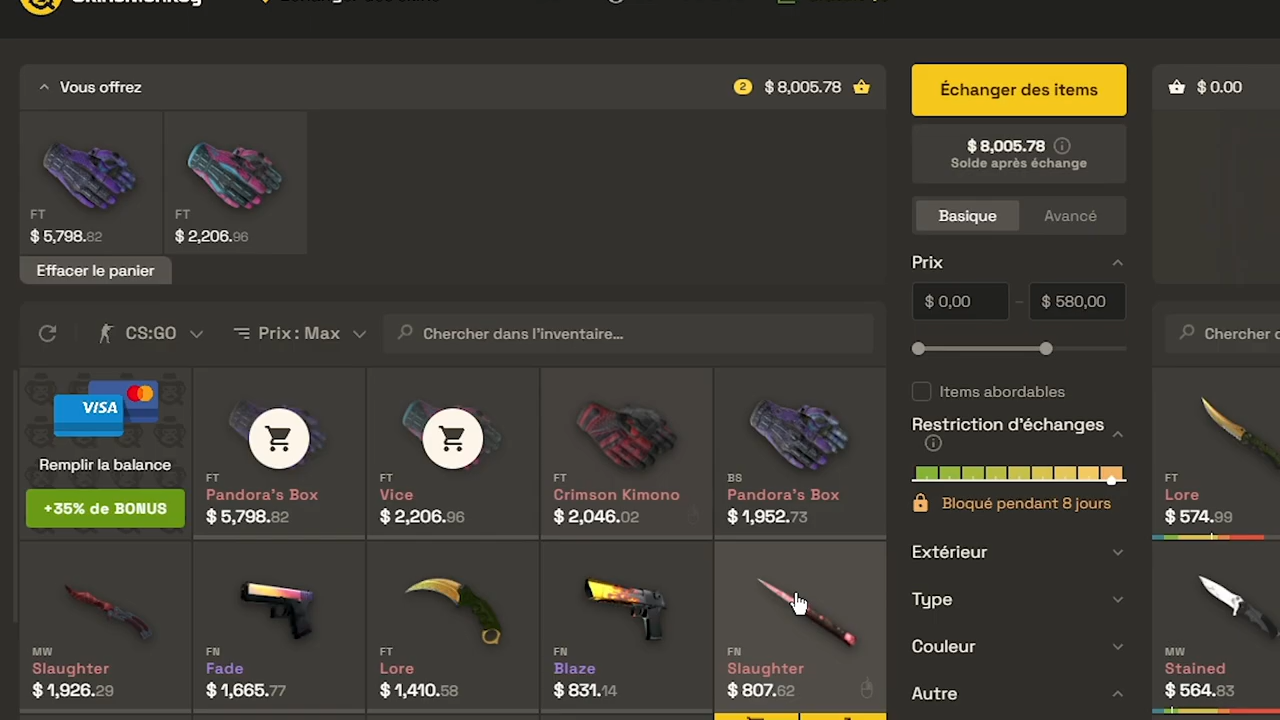 SkinsMonkey
Vous offrez
2
$ 8,005.78
FT
$ 5,798.82
FT
$ 2,206.96
Effacer le panier
Échanger des items
$ 8,005.78
Solde après échange
Basique
Avancé
Prix
$ 0,00
–
$ 580,00
Items abordables
Restriction d'échanges
Bloqué pendant 8 jours
Extérieur
Type
Couleur
Autre
$ 0.00
CS:GO
Prix : Max
Chercher dans l'inventaire...
Chercher d
VISA
Remplir la balance
+35% de BONUS
FT
Pandora's Box
$ 5,798.82
FT
Vice
$ 2,206.96
FT
Crimson Kimono
$ 2,046.02
BS
Pandora's Box
$ 1,952.73
MW
Slaughter
$ 1,926.29
FN
Fade
$ 1,665.77
FT
Lore
$ 1,410.58
FN
Blaze
$ 831.14
FN
Slaughter
$ 807.62
FT
Lore
$ 574.99
MW
Stained
$ 564.83